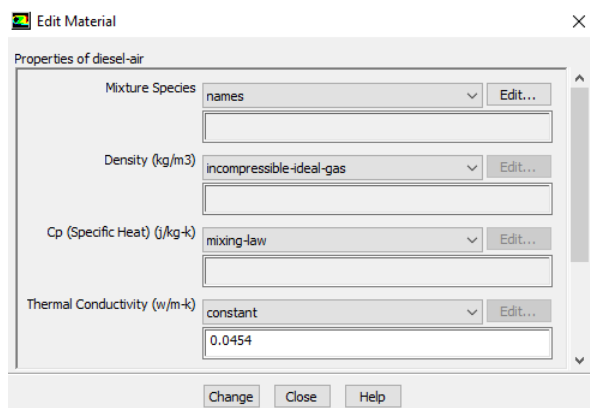 Edit Material
Properties of diesel-air
Mixture Species names Edit...
Density (kg/m3) incompressible-ideal-gas Edit...
Cp (Specific Heat) (j/kg-k) mixing-law Edit...
Thermal Conductivity (w/m-k) constant Edit...
0.0454
Change Close Help